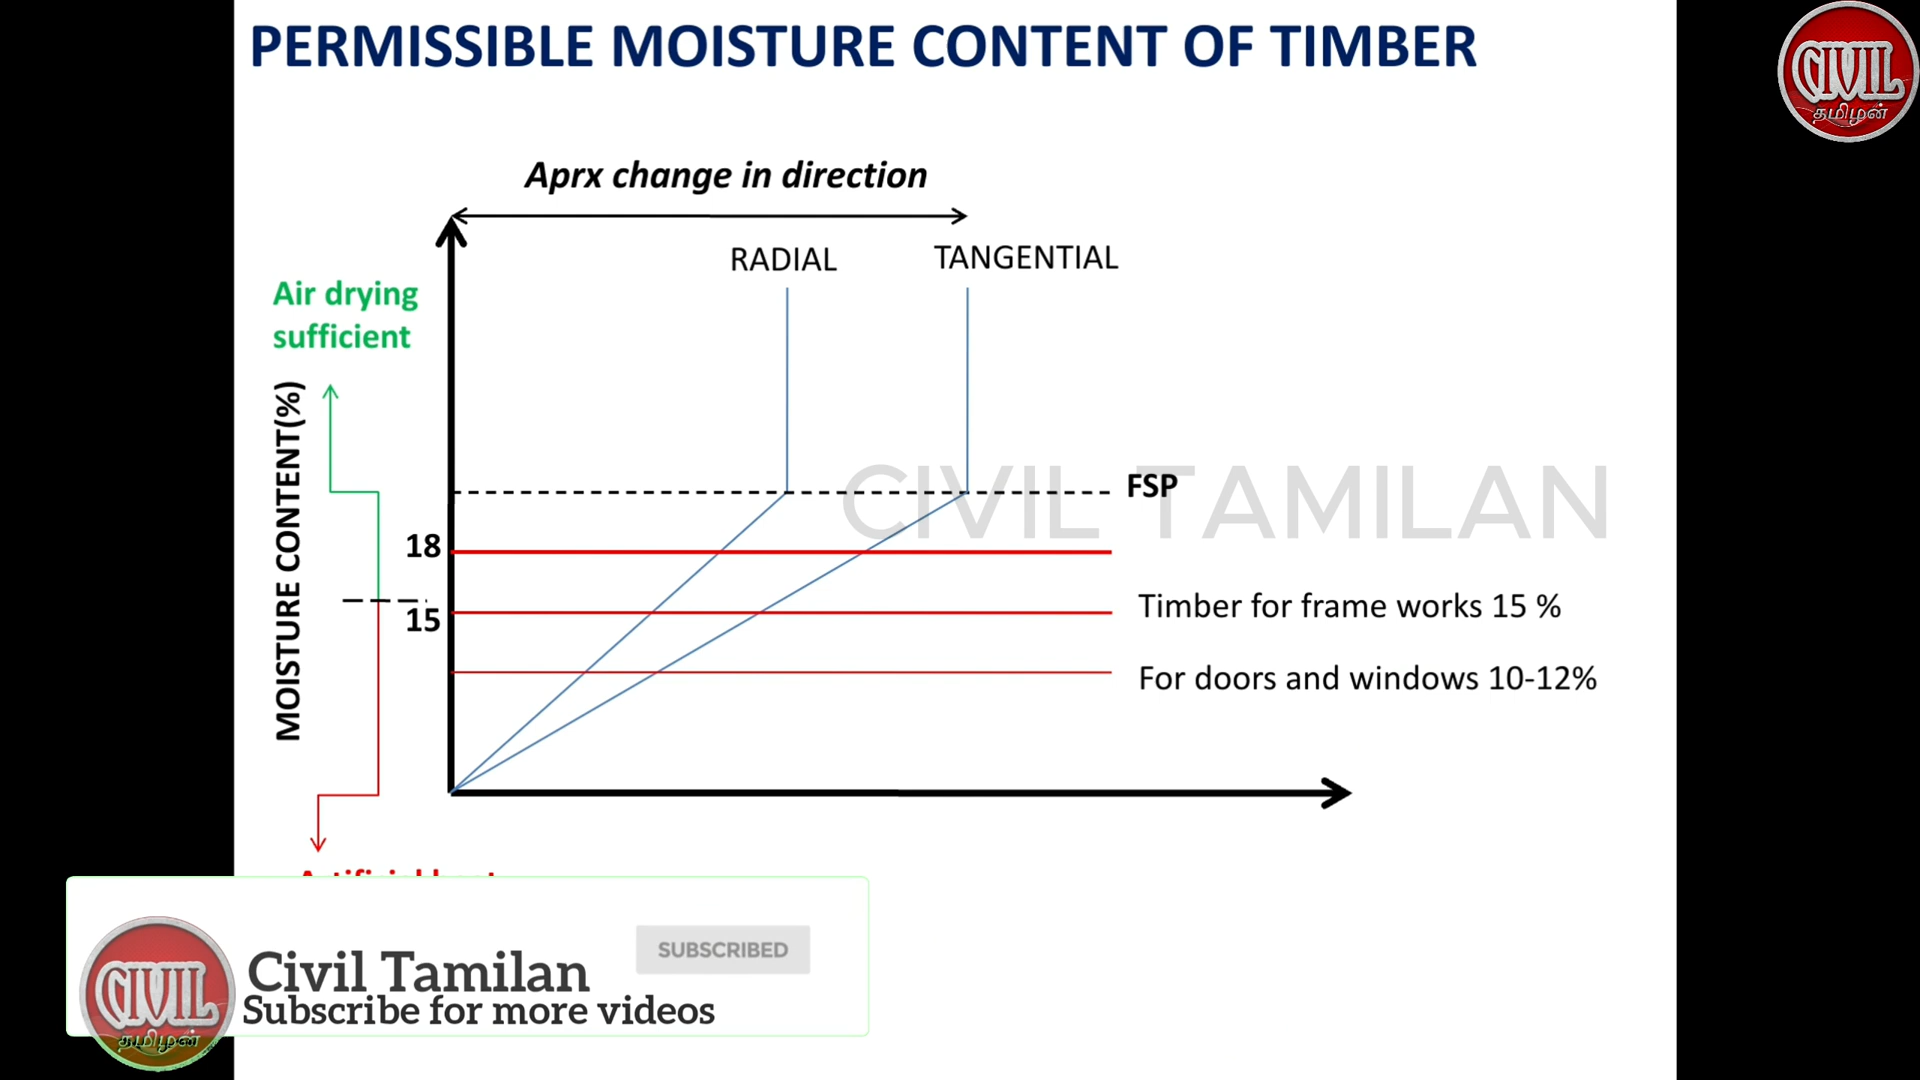 PERMISSIBLE MOISTURE CONTENT OF TIMBER
CIVIL
தமிழன்
Aprx change in direction
RADIAL
TANGENTIAL
Air drying
sufficient
MOISTURE CONTENT(%)
FSP
CIVIL TAMILAN
18
15
Timber for frame works 15 %
For doors and windows 10-12%
SUBSCRIBED
Civil Tamilan
Subscribe for more videos
CIVIL
தமிழன்